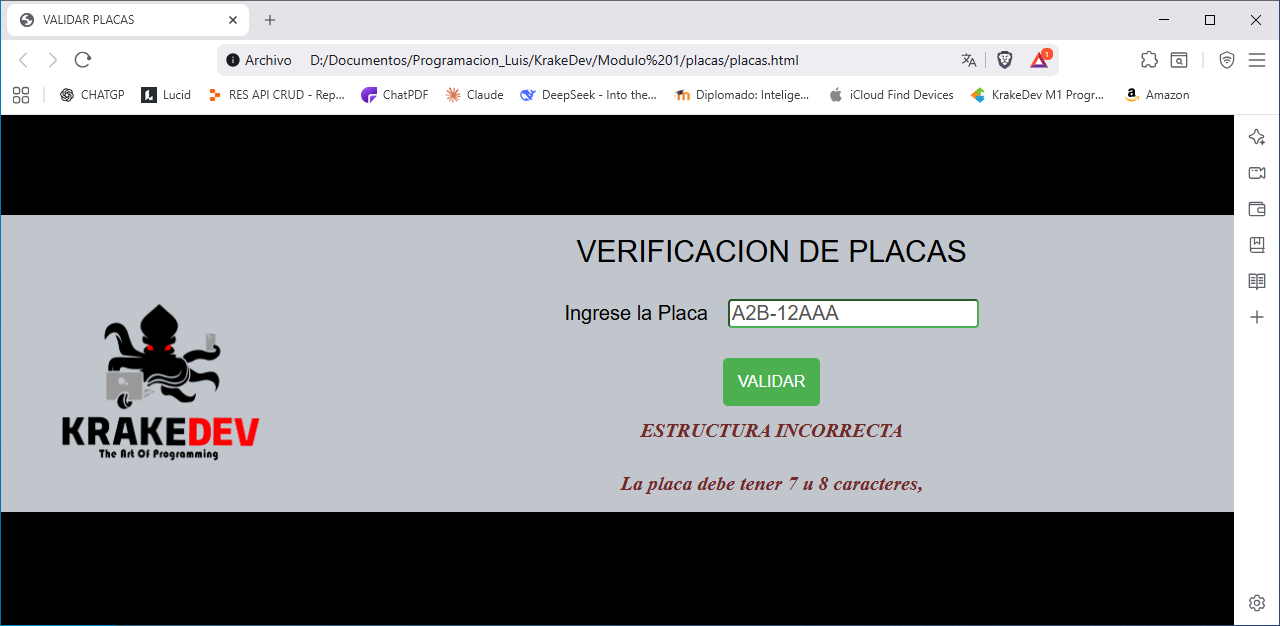 VALIDAR PLACAS
Archivo D:/Documentos/Programacion_Luis/KrakeDev/Modulo%201/placas/placas.html
1
CHATGP Lucid RES API CRUD - Rep... ChatPDF Claude DeepSeek - Into the... Diplomado: Intelige... iCloud Find Devices KrakeDev M1 Progr... Amazon
VERIFICACION DE PLACAS
Ingrese la Placa A2B-12AAA
VALIDAR
ESTRUCTURA INCORRECTA
La placa debe tener 7 u 8 caracteres,
KRAKEDEV
The Art Of Programming